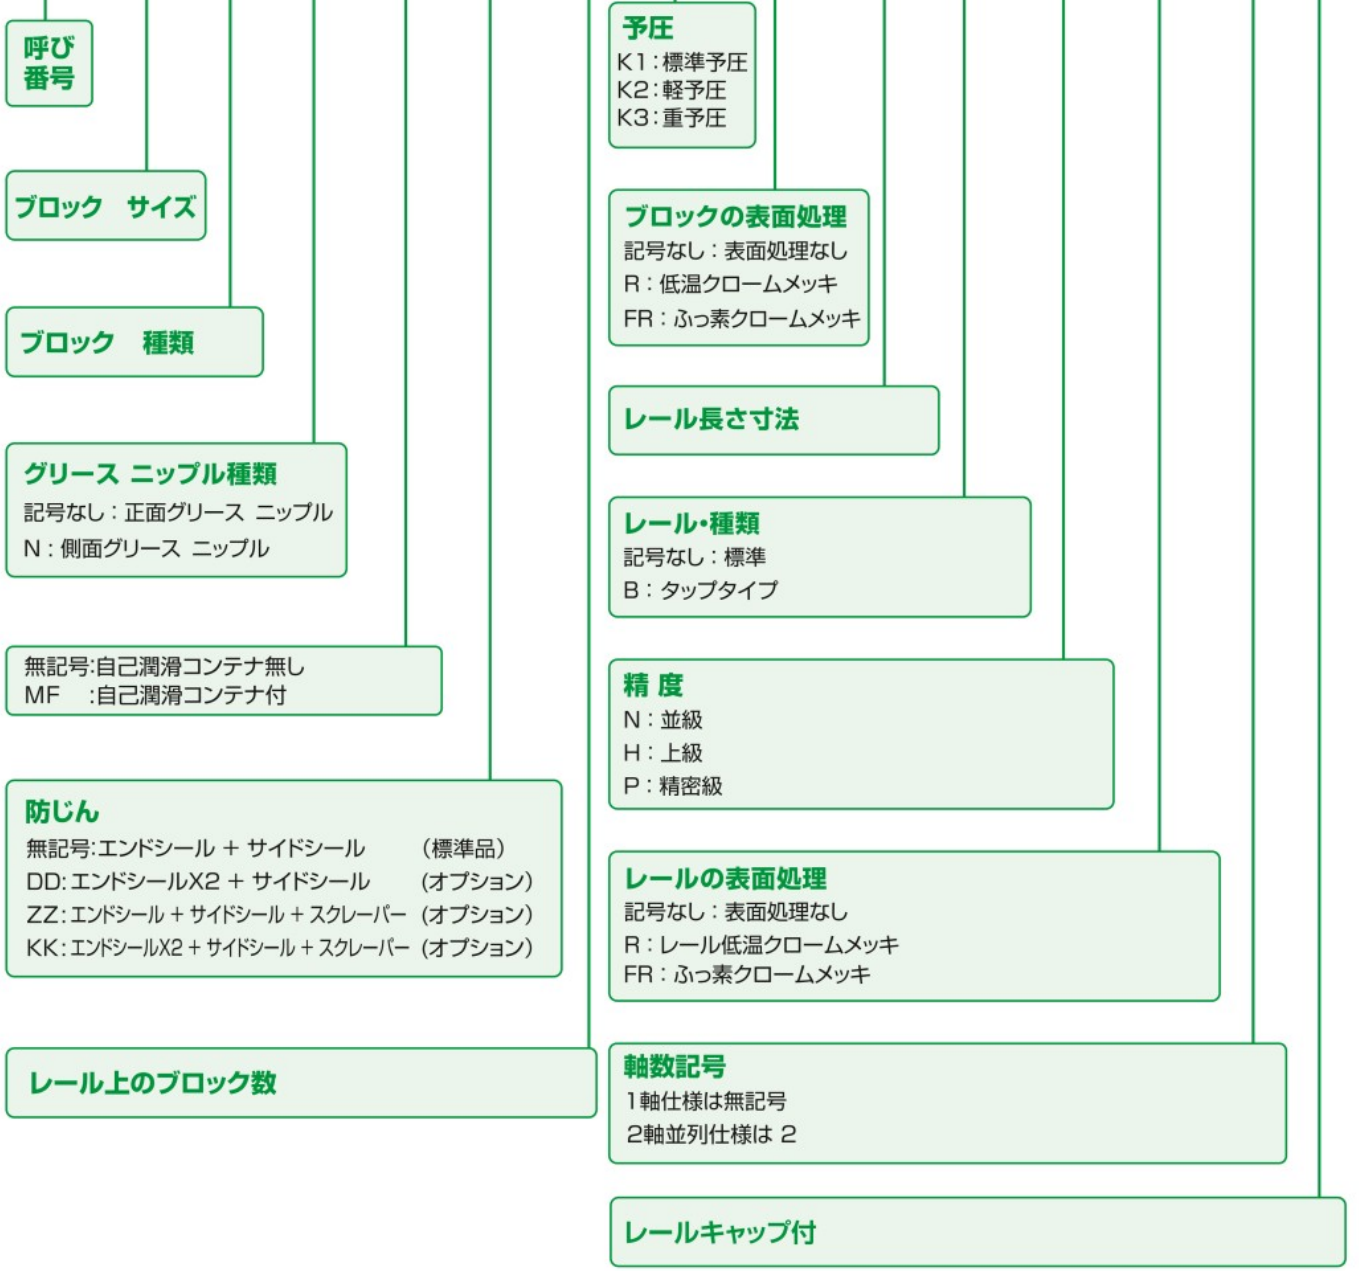 呼び
番号
ブロック サイズ
ブロック 種類
グリース ニップル種類
記号なし：正面グリース ニップル
N：側面グリース ニップル
無記号:自己潤滑コンテナ無し
MF :自己潤滑コンテナ付
防じん
無記号:エンドシール + サイドシール （標準品）
DD:エンドシールX2 + サイドシール （オプション）
ZZ:エンドシール + サイドシール + スクレーパー （オプション）
KK:エンドシールX2 + サイドシール + スクレーパー （オプション）
レール上のブロック数
予圧
K1：標準予圧
K2：軽予圧
K3：重予圧
ブロックの表面処理
記号なし：表面処理なし
R：低温クロームメッキ
FR：ふっ素クロームメッキ
レール長さ寸法
レール・種類
記号なし：標準
B：タップタイプ
精 度
N：並級
H：上級
P：精密級
レールの表面処理
記号なし：表面処理なし
R：レール低温クロームメッキ
FR：ふっ素クロームメッキ
軸数記号
1軸仕様は無記号
2軸並列仕様は 2
レールキャップ付